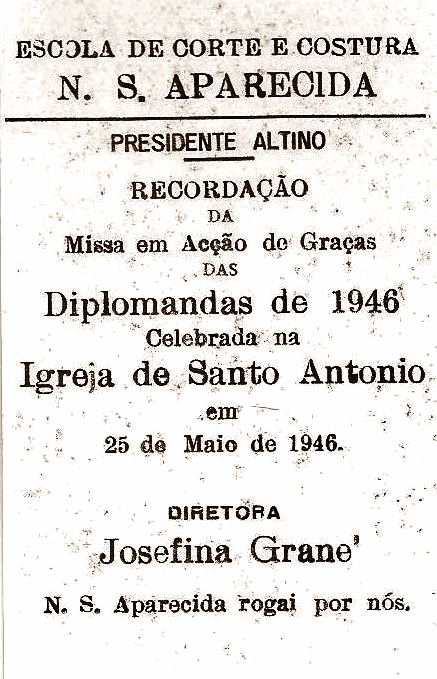 ESCOLA DE CORTE E COSTURA
N. S. APARECIDA
PRESIDENTE ALTINO
RECORDAÇÃO
DA
Missa em Acção de Graças
DAS
Diplomandas de 1946
Celebrada na
Igreja de Santo Antonio
em
25 de Maio de 1946.
DIRETORA
Josefina Grane'
N. S. Aparecida rogai por nós.